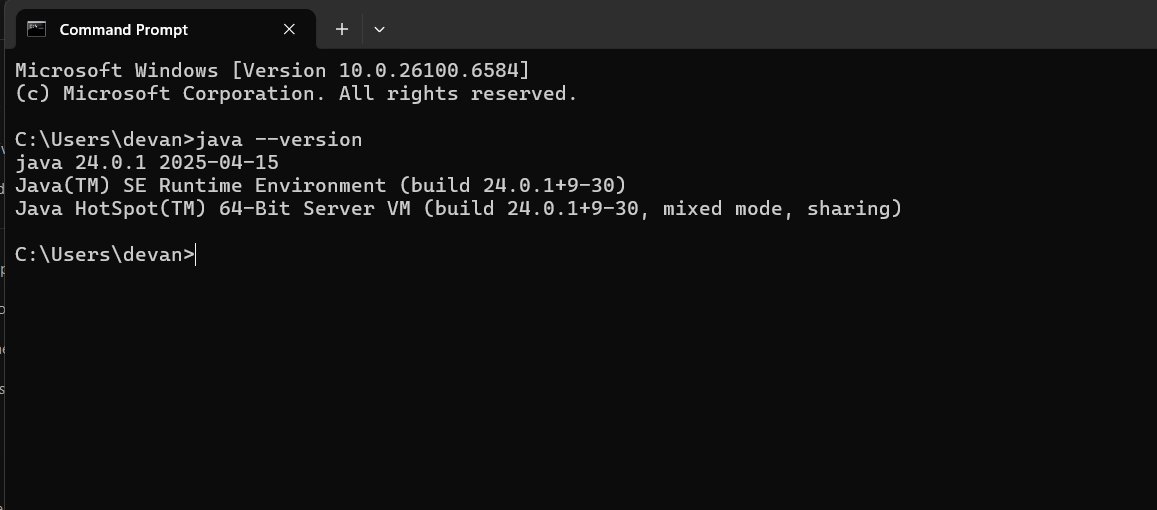 Command Prompt
Microsoft Windows [Version 10.0.26100.6584]
(c) Microsoft Corporation. All rights reserved.
C:\Users\devan>java --version
java 24.0.1 2025-04-15
Java(TM) SE Runtime Environment (build 24.0.1+9-30)
Java HotSpot(TM) 64-Bit Server VM (build 24.0.1+9-30, mixed mode, sharing)
C:\Users\devan>